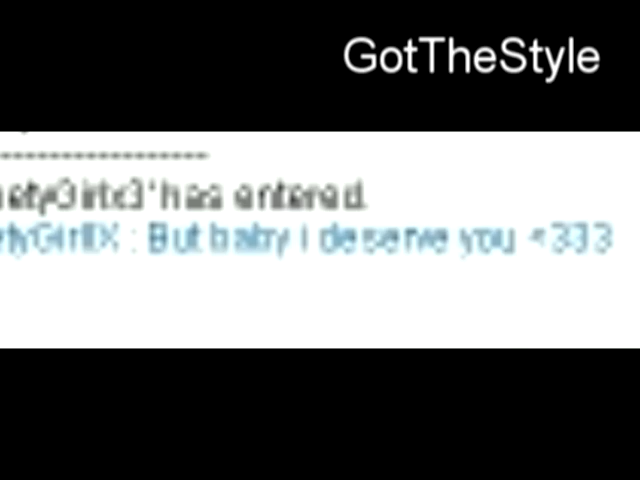 GotTheStyle
-----------------
has entered.
: But baby i deserve you <333